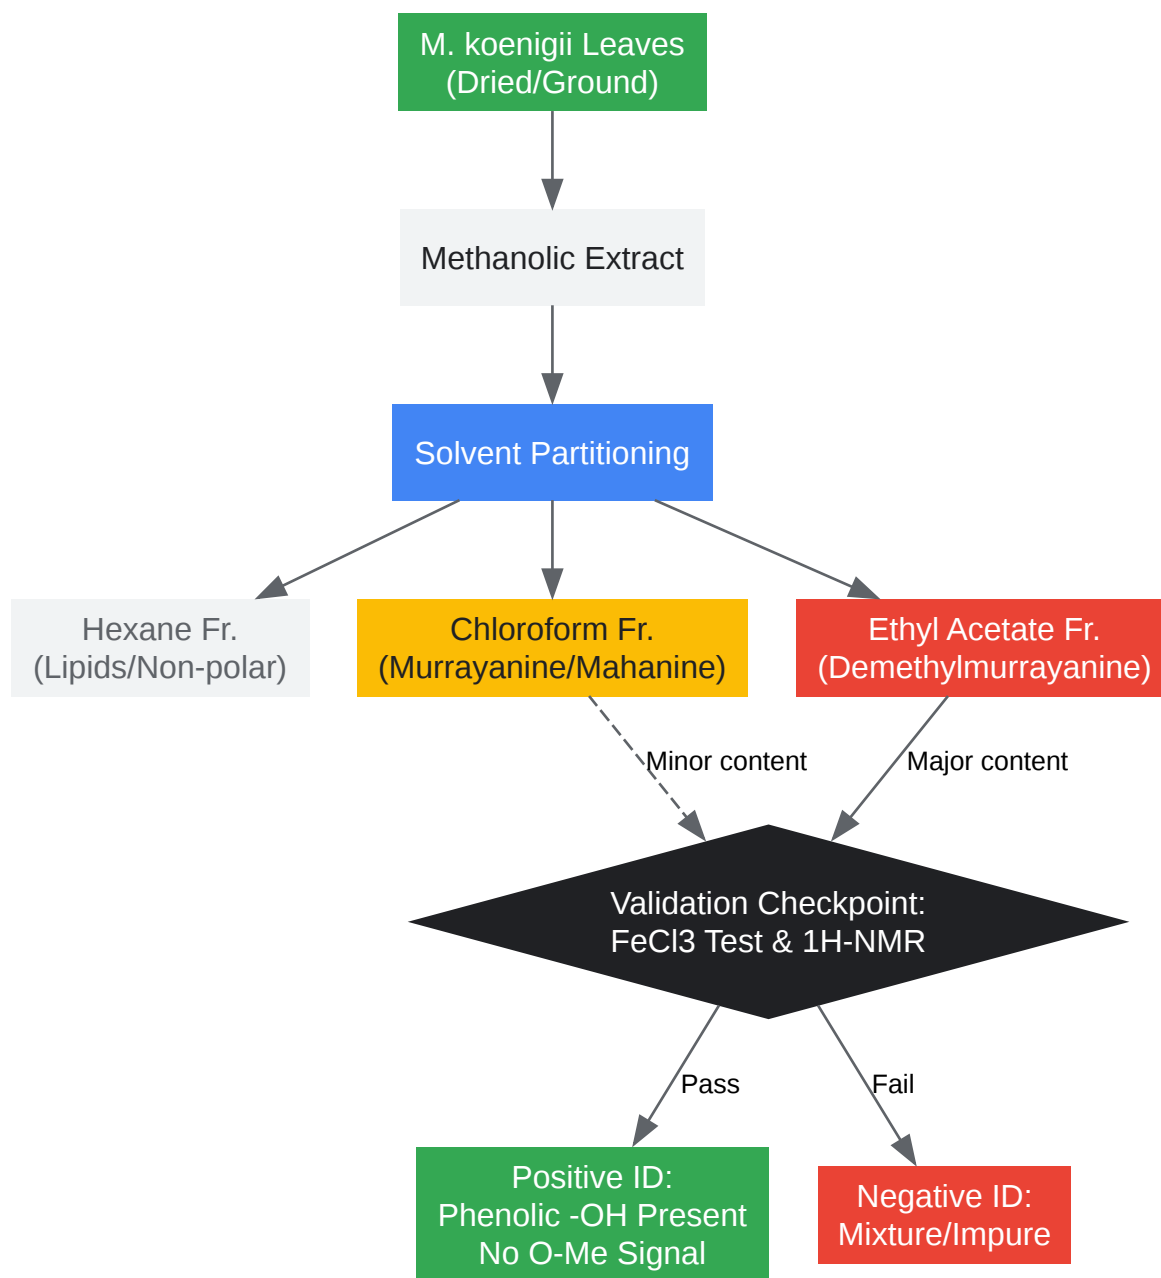 M. koenigii Leaves
(Dried/Ground)
Methanolic Extract
Solvent Partitioning
Hexane Fr.
(Lipids/Non-polar)
Chloroform Fr.
(Murrayanine/Mahanine)
Ethyl Acetate Fr.
(Demethylmurrayanine)
Minor content
Major content
Validation Checkpoint:
FeCl3 Test & 1H-NMR
Pass
Fail
Positive ID:
Phenolic -OH Present
No O-Me Signal
Negative ID:
Mixture/Impure